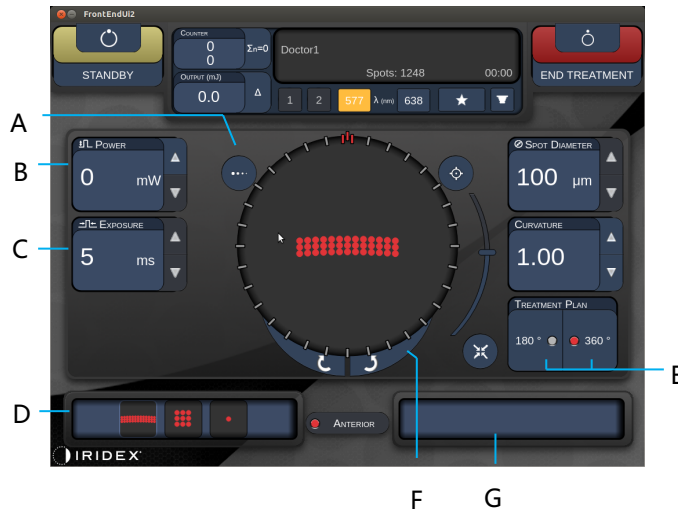 FrontEndUi2
STANDBY
COUNTER
0
0
Σn=0
OUTPUT (mJ)
0.0
Δ
Doctor1
Spots: 1248
00:00
1 2 577 λ (nm) 638
END TREATMENT
A
B
POWER
0 mW
SPOT DIAMETER
100 μm
C
EXPOSURE
5 ms
CURVATURE
1.00
TREATMENT PLAN
180 ° 360 °
E
D
ANTERIOR
IRIDEX
F
G